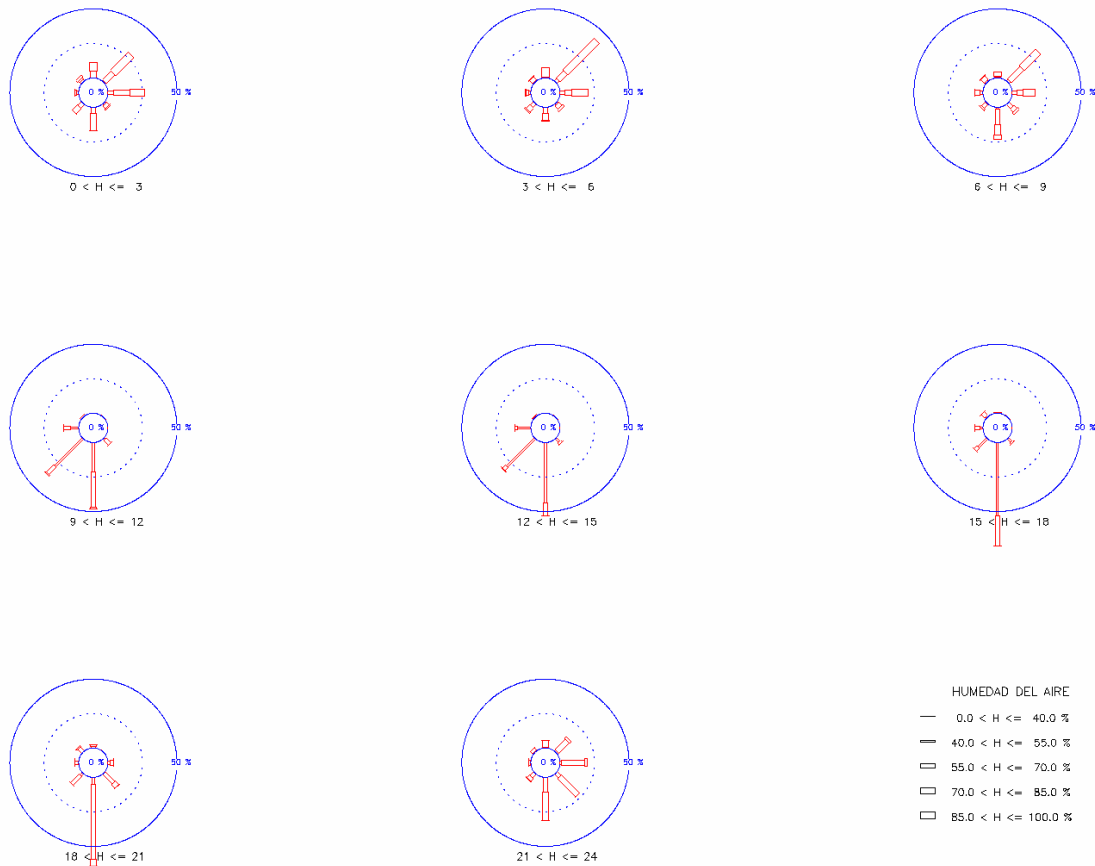 0 % 50 %
0 % 50 %
0 % 50 %
0 < H <= 3
3 < H <= 6
6 < H <= 9
0 % 50 %
0 % 50 %
0 % 50 %
9 < H <= 12
12 < H <= 15
15 < H <= 18
0 % 50 %
0 % 50 %
18 < H <= 21
21 < H <= 24
HUMEDAD DEL AIRE
0.0 < H <= 40.0 %
40.0 < H <= 55.0 %
55.0 < H <= 70.0 %
70.0 < H <= 85.0 %
85.0 < H <= 100.0 %